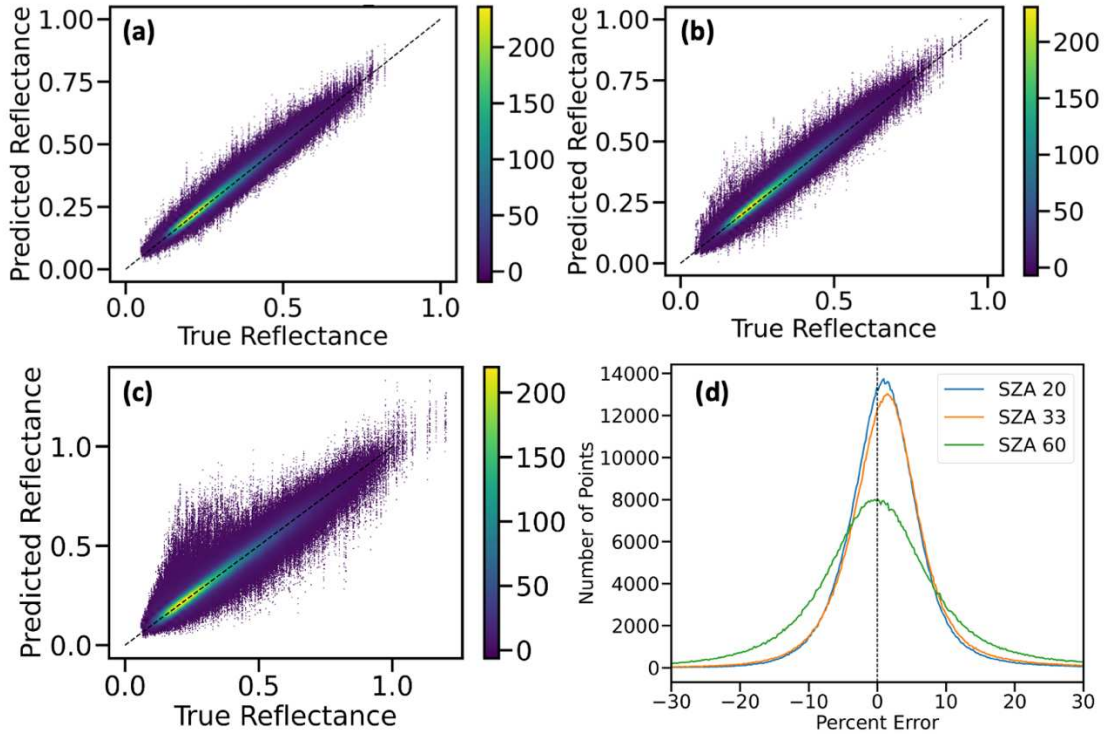 (a)
Predicted Reflectance
1.00
0.75
0.50
0.25
0.00
0.0 0.5 1.0
True Reflectance
200
150
100
50
0
(b)
Predicted Reflectance
1.00
0.75
0.50
0.25
0.00
0.0 0.5 1.0
True Reflectance
200
150
100
50
0
(c)
Predicted Reflectance
1.0
0.5
0.0
0.0 0.5 1.0
True Reflectance
200
150
100
50
0
(d)
Number of Points
14000
12000
10000
8000
6000
4000
2000
0
−30 −20 −10 0 10 20 30
Percent Error
SZA 20
SZA 33
SZA 60